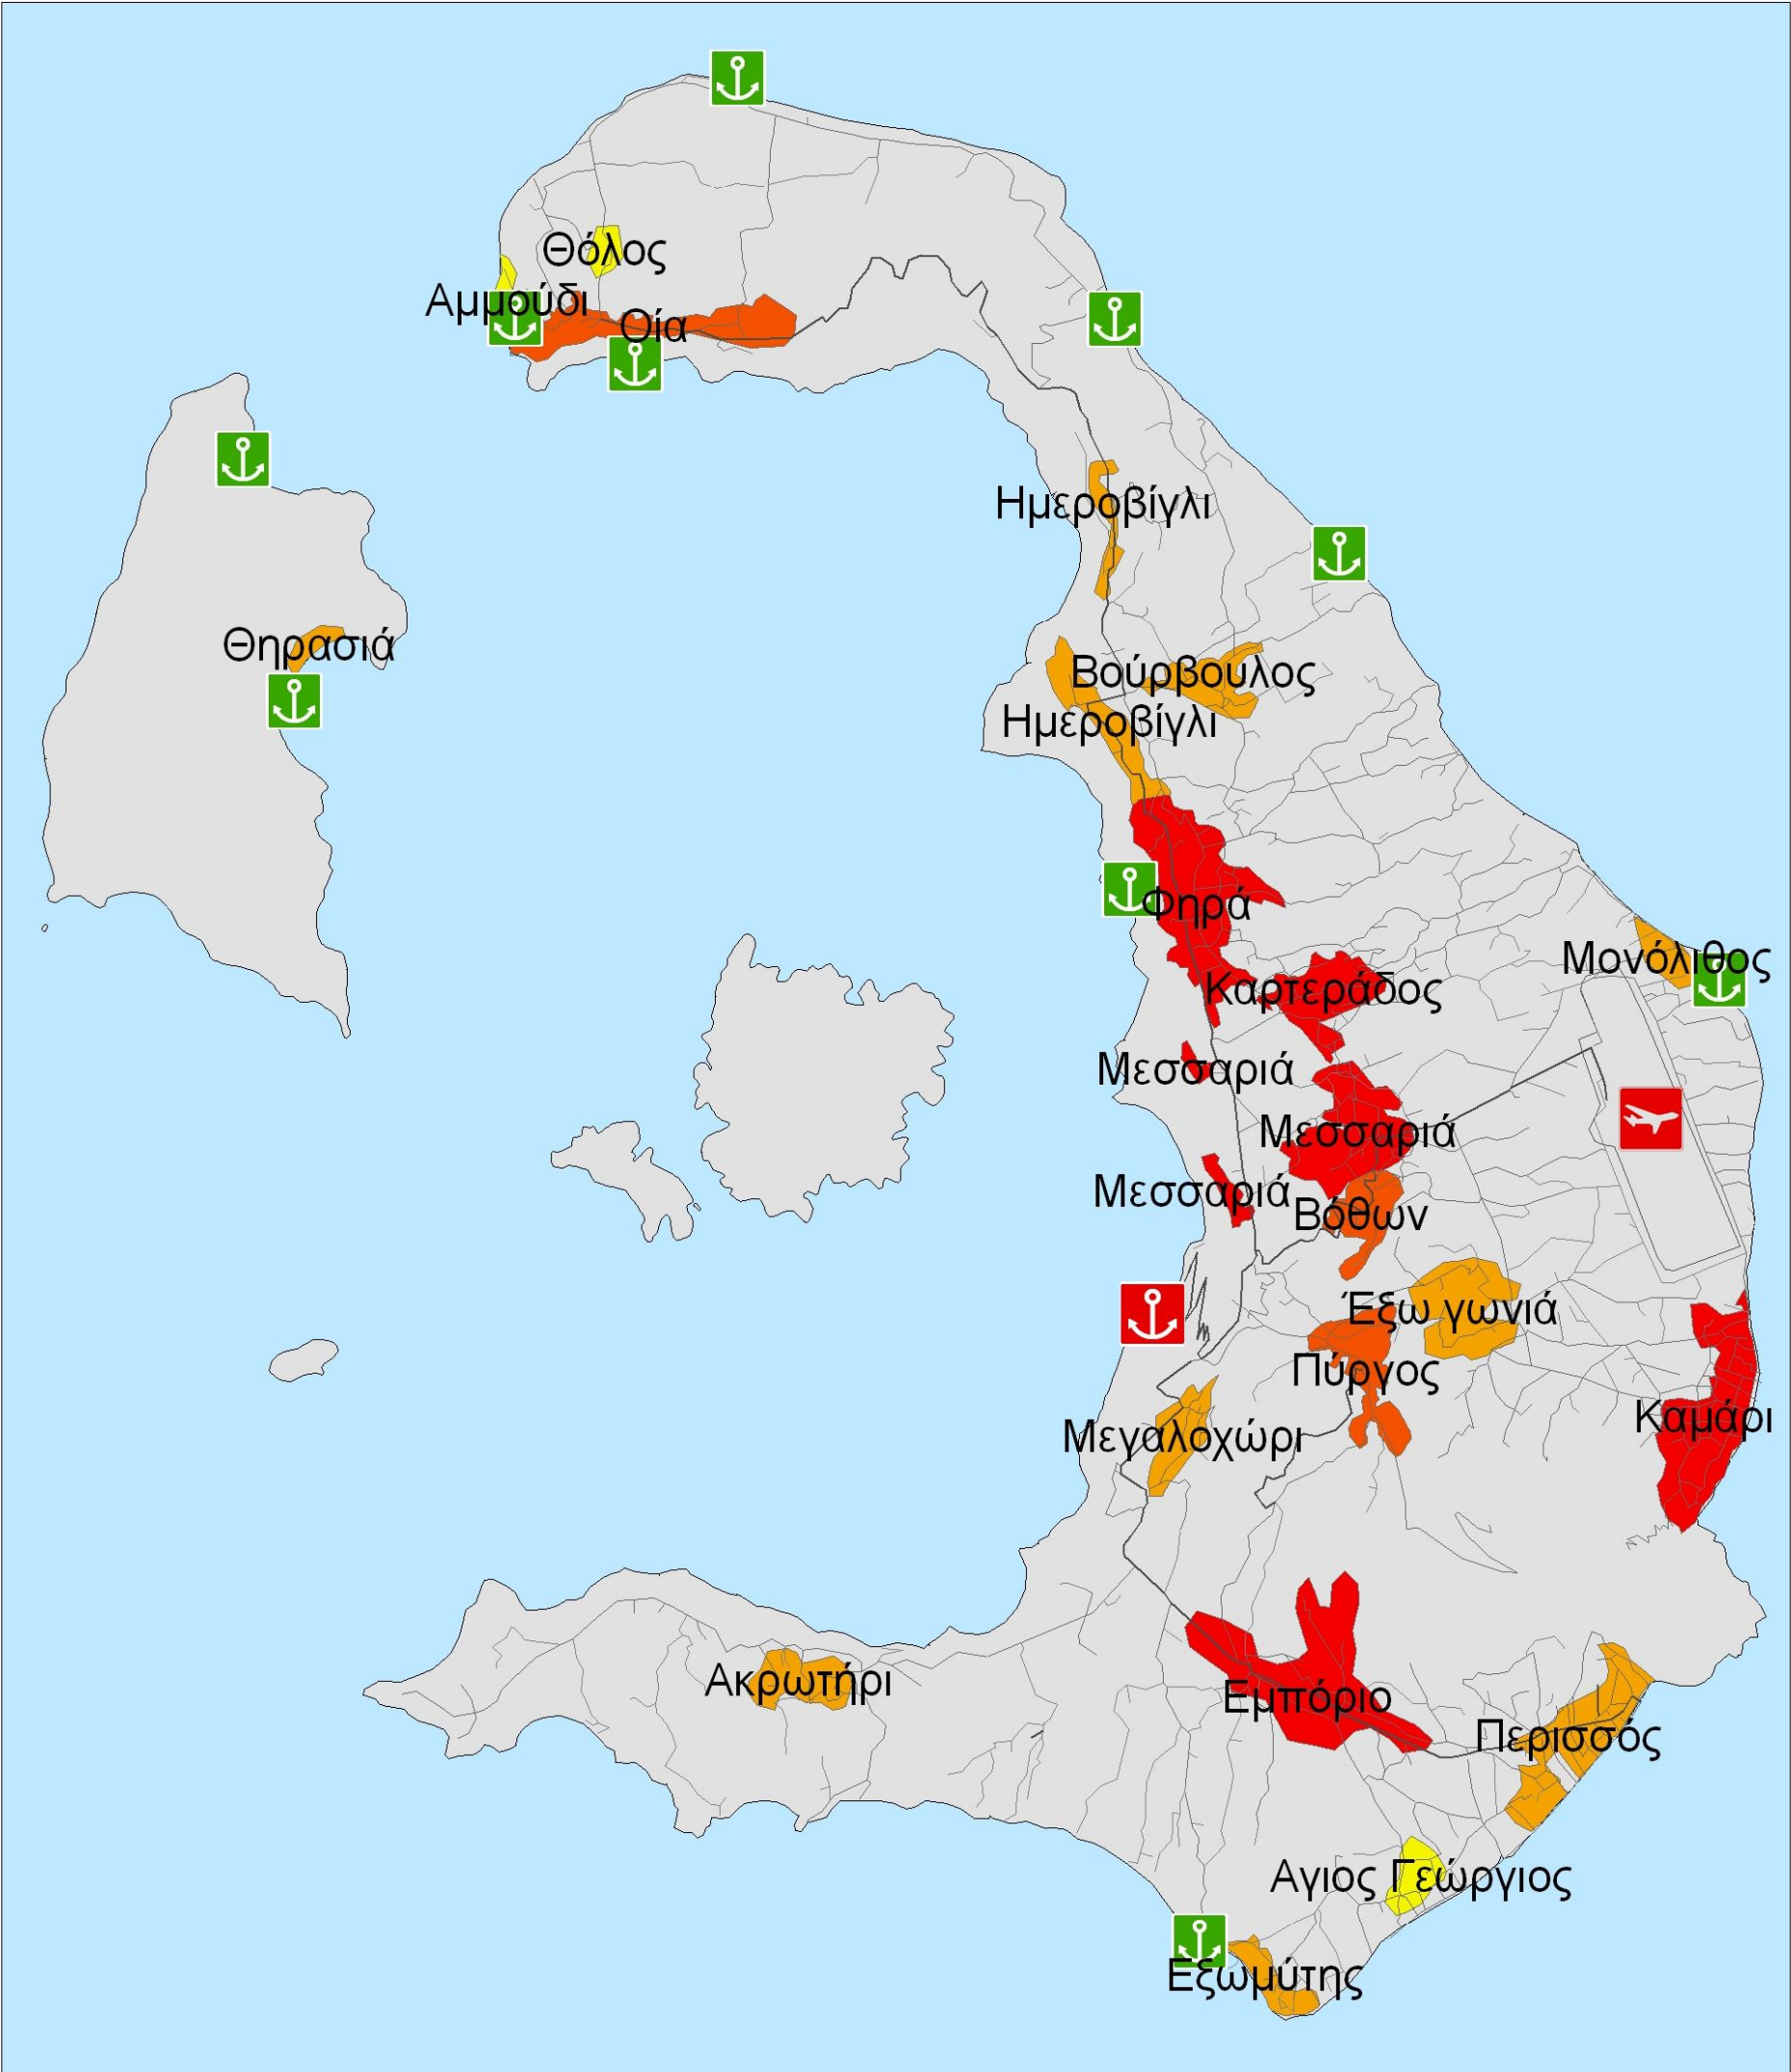 Θόλος
Αμμούδι
Οία
Ημεροβίγλι
Θηρασιά
Βούρβουλος
Ημεροβίγλι
Φηρά
Μονόλιθος
Καρτεράδος
Μεσσαριά
Μεσσαριά
Μεσσαριά
Βόθων
Έξω γωνιά
Πύργος
Καμάρι
Μεγαλοχώρι
Ακρωτήρι
Εμπόριο
Περισσός
Αγιος Γεώργιος
Εξωμύτης